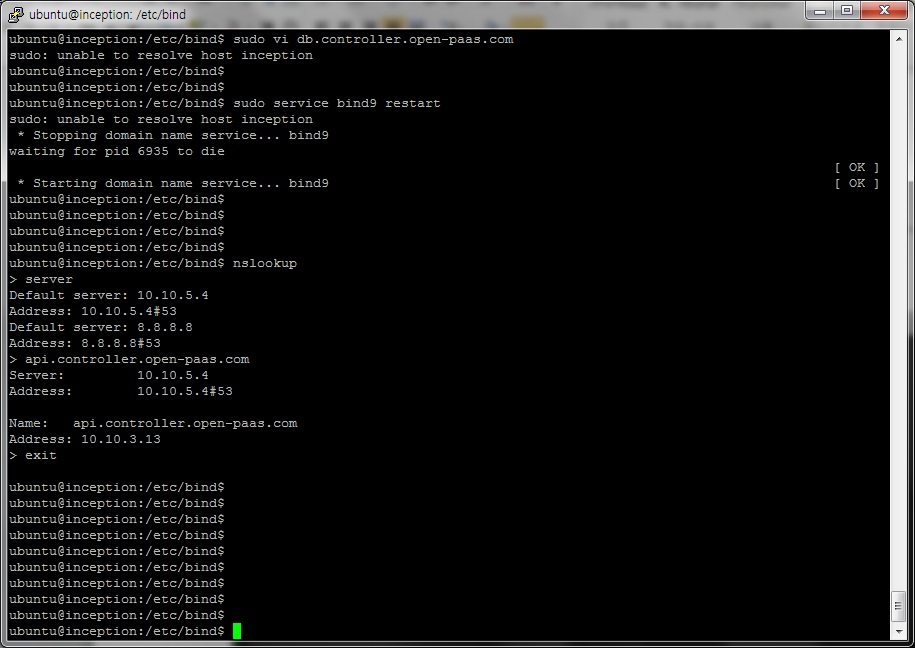 ubuntu@inception: /etc/bind
ubuntu@inception:/etc/bind$ sudo vi db.controller.open-paas.com
sudo: unable to resolve host inception
ubuntu@inception:/etc/bind$
ubuntu@inception:/etc/bind$
ubuntu@inception:/etc/bind$ sudo service bind9 restart
sudo: unable to resolve host inception
 * Stopping domain name service... bind9
waiting for pid 6935 to die
[ OK ]
 * Starting domain name service... bind9 [ OK ]
ubuntu@inception:/etc/bind$
ubuntu@inception:/etc/bind$
ubuntu@inception:/etc/bind$
ubuntu@inception:/etc/bind$
ubuntu@inception:/etc/bind$ nslookup
> server
Default server: 10.10.5.4
Address: 10.10.5.4#53
Default server: 8.8.8.8
Address: 8.8.8.8#53
> api.controller.open-paas.com
Server: 10.10.5.4
Address: 10.10.5.4#53
Name: api.controller.open-paas.com
Address: 10.10.3.13
> exit
ubuntu@inception:/etc/bind$
ubuntu@inception:/etc/bind$
ubuntu@inception:/etc/bind$
ubuntu@inception:/etc/bind$
ubuntu@inception:/etc/bind$
ubuntu@inception:/etc/bind$
ubuntu@inception:/etc/bind$
ubuntu@inception:/etc/bind$
ubuntu@inception:/etc/bind$
ubuntu@inception:/etc/bind$